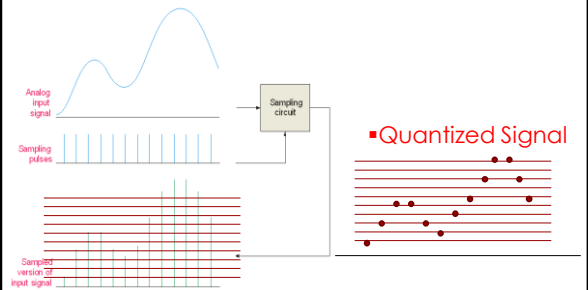 Analog
input
signal
Sampling
circuit
Sampling
pulses
▪Quantized Signal
Sampled
version of
input signal